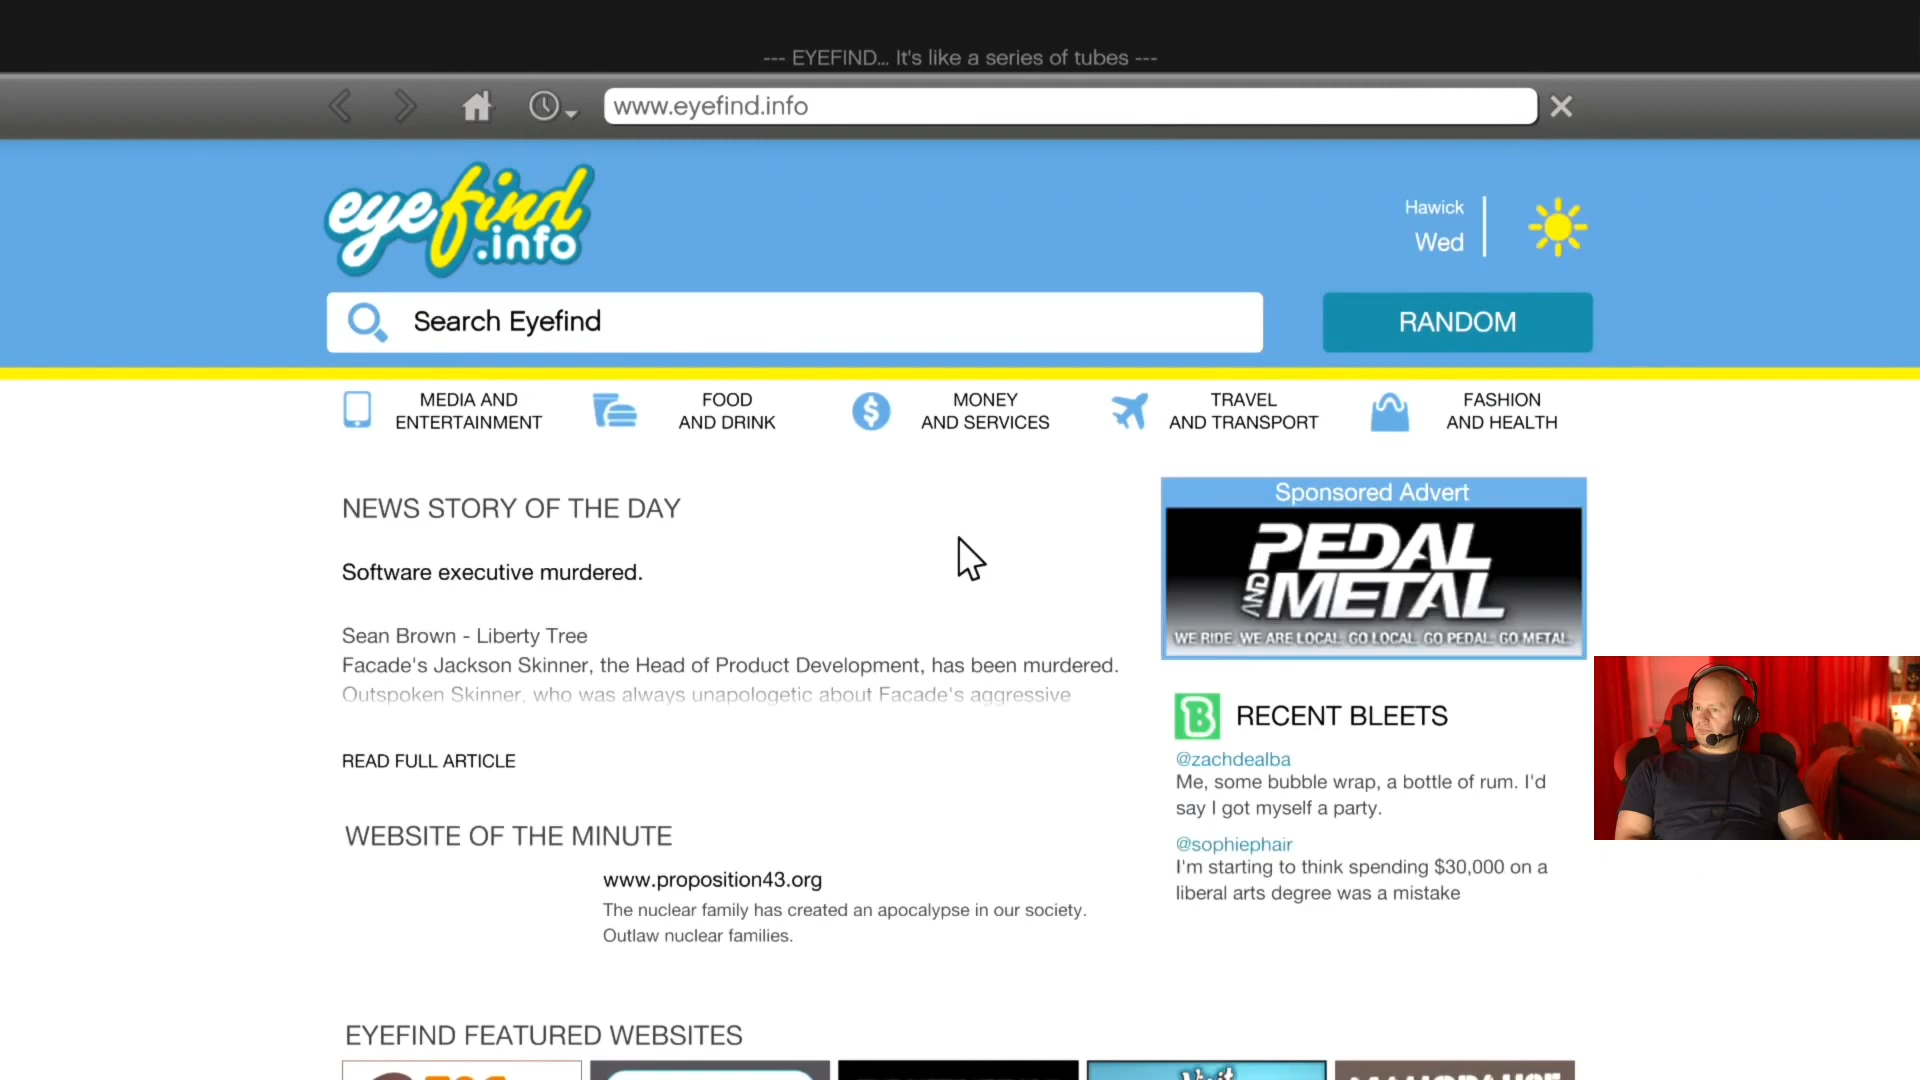 --- EYEFIND... It's like a series of tubes ---
www.eyefind.info
eyefind
.info
Hawick
Wed
Search Eyefind
RANDOM
MEDIA AND
ENTERTAINMENT
FOOD
AND DRINK
MONEY
AND SERVICES
TRAVEL
AND TRANSPORT
FASHION
AND HEALTH
NEWS STORY OF THE DAY
Software executive murdered.
Sean Brown - Liberty Tree
Facade's Jackson Skinner, the Head of Product Development, has been murdered.
Outspoken Skinner, who was always unapologetic about Facade's aggressive
READ FULL ARTICLE
Sponsored Advert
PEDAL
AND METAL
WE RIDE. WE ARE LOCAL. GO LOCAL. GO PEDAL. GO METAL.
RECENT BLEETS
@zachdealba
Me, some bubble wrap, a bottle of rum. I'd
say I got myself a party.
@sophiephair
I'm starting to think spending $30,000 on a
liberal arts degree was a mistake
WEBSITE OF THE MINUTE
www.proposition43.org
The nuclear family has created an apocalypse in our society.
Outlaw nuclear families.
EYEFIND FEATURED WEBSITES
Visit